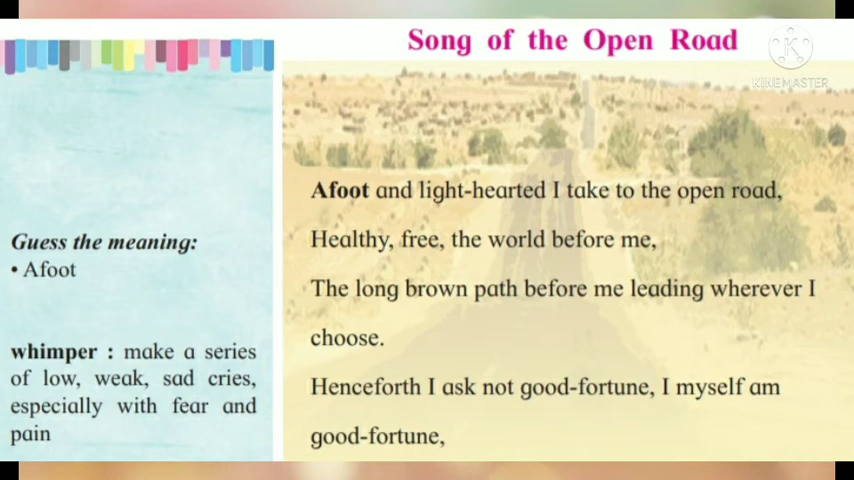 Song of the Open Road
KINEMASTER
Guess the meaning:
• Afoot
whimper : make a series
of low, weak, sad cries,
especially with fear and
pain
Afoot and light-hearted I take to the open road,
Healthy, free, the world before me,
The long brown path before me leading wherever I
choose.
Henceforth I ask not good-fortune, I myself am
good-fortune,